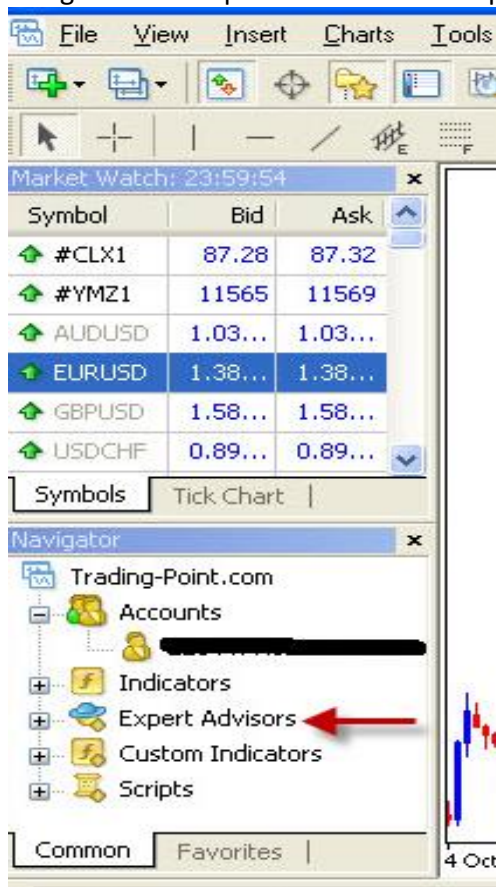 File View Insert Charts Tools
E
F
Market Watch: 23:59:54
Symbol Bid Ask
#CLX1 87.28 87.32
#YMZ1 11565 11569
AUDUSD 1.03... 1.03...
EURUSD 1.38... 1.38...
GBPUSD 1.58... 1.58...
USDCHF 0.89... 0.89...
Symbols Tick Chart
Navigator
Trading-Point.com
Accounts
Indicators
Expert Advisors
Custom Indicators
Scripts
Common Favorites
4 Oct